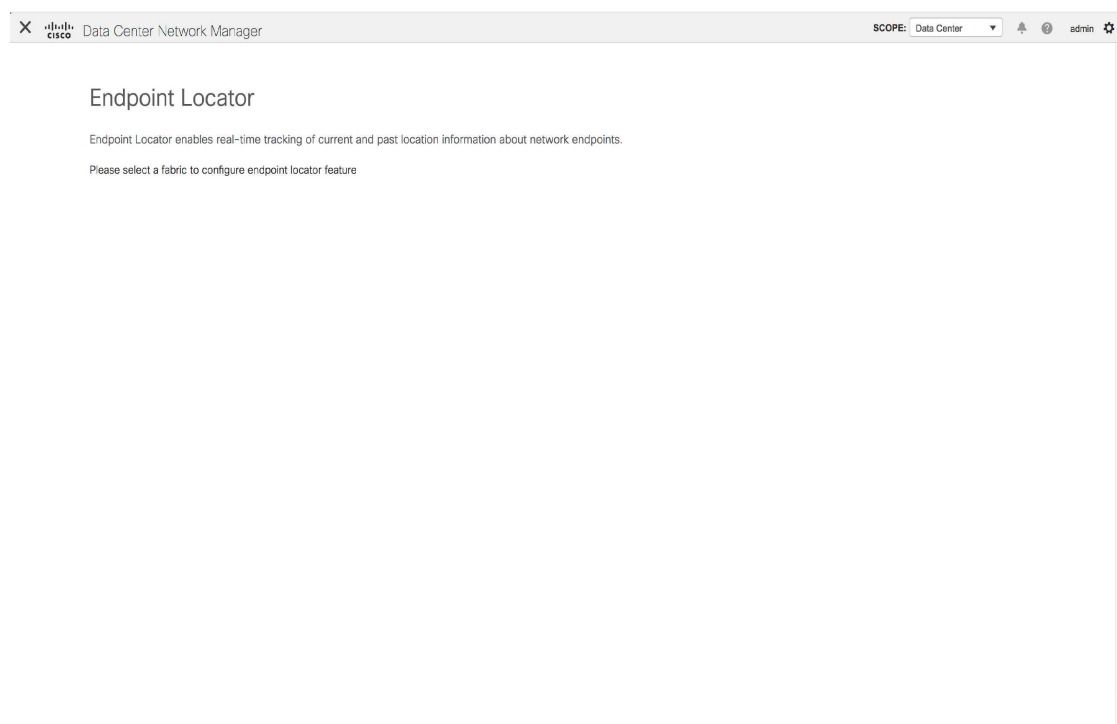 X cisco Data Center Network Manager SCOPE: Data Center admin
Endpoint Locator
Endpoint Locator enables real-time tracking of current and past location information about network endpoints.
Please select a fabric to configure endpoint locator feature